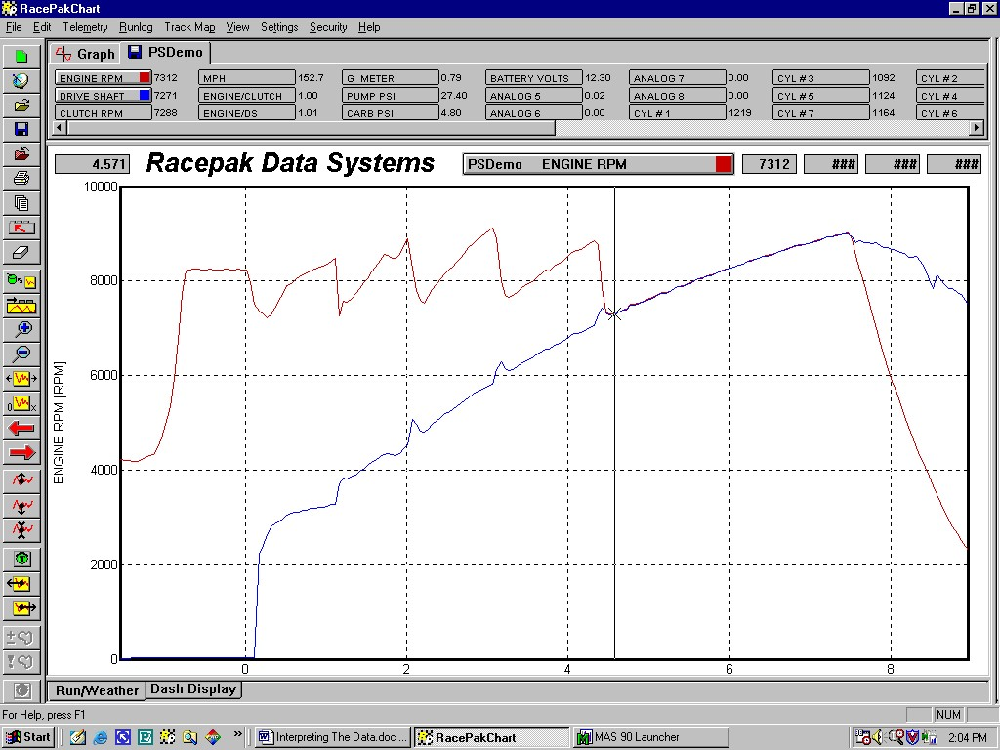 RacePakChart
File Edit Telemetry Runlog Track Map View Settings Security Help
Graph PSDemo
ENGINE RPM 7312 MPH 152.7 G METER 0.79 BATTERY VOLTS 12.30 ANALOG 7 0.00 CYL # 3 1092 CYL # 2
DRIVE SHAFT 7271 ENGINE/CLUTCH 1.00 PUMP PSI 27.40 ANALOG 5 0.02 ANALOG 8 0.00 CYL # 5 1124 CYL # 4
CLUTCH RPM 7288 ENGINE/DS 1.01 CARB PSI 4.80 ANALOG 6 0.00 CYL # 1 1219 CYL # 7 1164 CYL # 6
4.571 Racepak Data Systems PSDemo ENGINE RPM 7312 ### ### ###
10000
8000
6000
ENGINE RPM [RPM]
4000
2000
0
0 2 4 6 8
Run/Weather Dash Display
For Help, press F1 NUM
Start Interpreting The Data.doc ... RacePakChart MAS 90 Launcher 2:04 PM